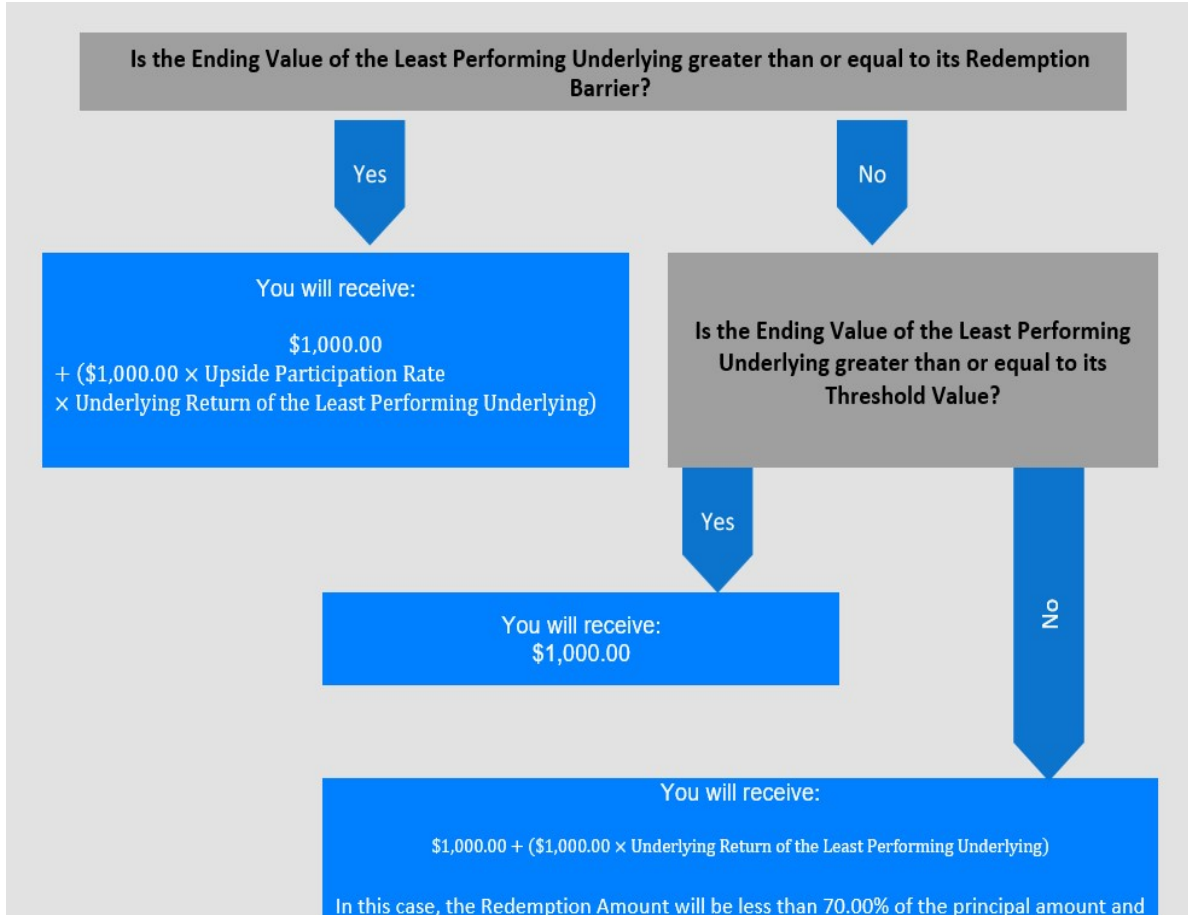 Is the Ending Value of the Least Performing Underlying greater than or equal to its Redemption
Barrier?
Yes
No
You will receive:
$1,000.00
+ ($1,000.00 × Upside Participation Rate
× Underlying Return of the Least Performing Underlying)
Is the Ending Value of the Least Performing
Underlying greater than or equal to its
Threshold Value?
Yes
No
You will receive:
$1,000.00
You will receive:
$1,000.00 + ($1,000.00 × Underlying Return of the Least Performing Underlying)
In this case, the Redemption Amount will be less than 70.00% of the principal amount and